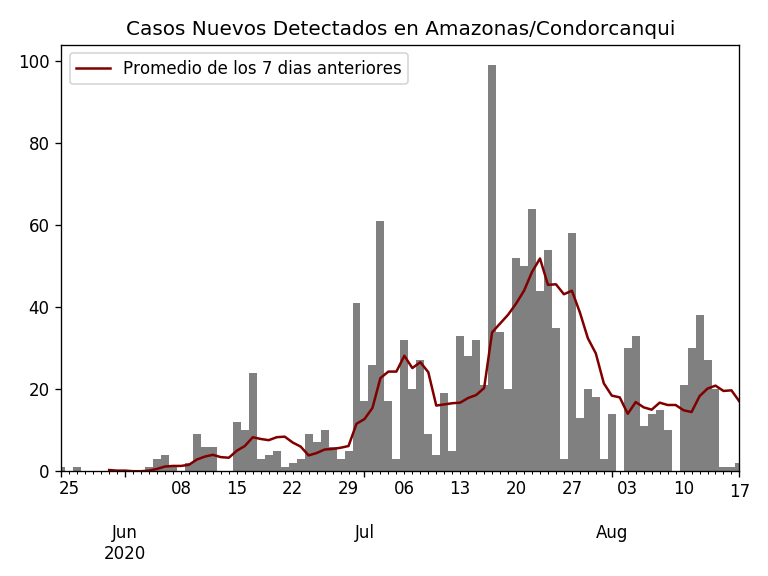 Casos Nuevos Detectados en Amazonas/Condorcanqui
Promedio de los 7 dias anteriores
100
80
60
40
20
0
25 08 15 22 29 06 13 20 27 03 10 17
Jun Jul Aug
2020